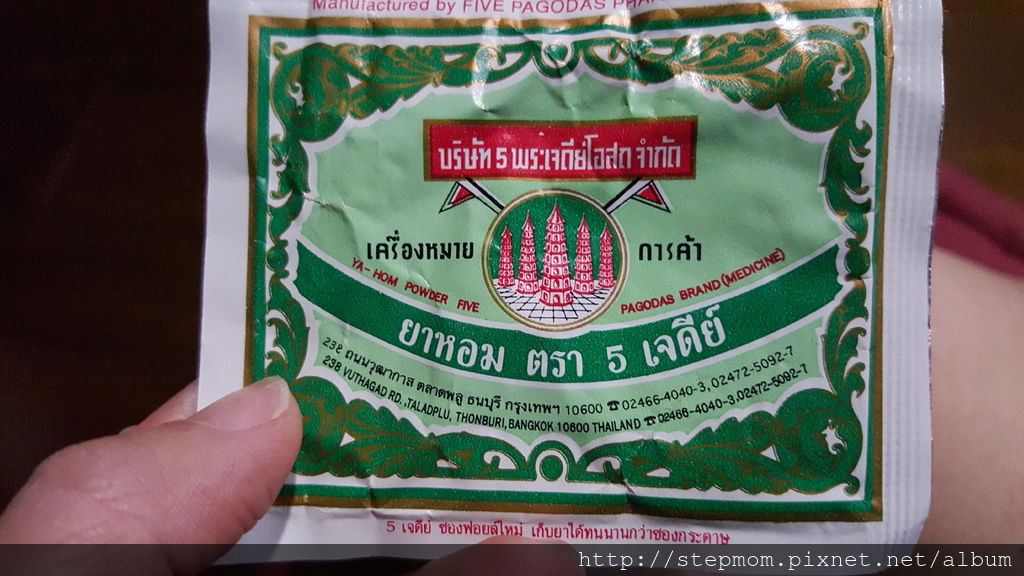 Manufactured by FIVE PAGODAS
บริษัท 5 พระเจดีย์โอสถ จำกัด
เครื่องหมาย การค้า
YA-HOM POWDER FIVE PAGODAS BRAND (MEDICINE)
ยาหอม ตรา 5 เจดีย์
238 ถนนวุฒากาส ตลาดพลู ธนบุรี กรุงเทพฯ 10600 ☎02466-4040-3,02472-5092-7
238 VUTHAGAD RD.,TALADPLU, THONBURI,BANGKOK 10600 THAILAND ☎02466-4040-3,02472-5092-7
5 เจดีย์ ซองฟอยล์ใหม่ เก็บยาได้ทนนานกว่าซองกระดาษ
http://stepmom.pixnet.net/album